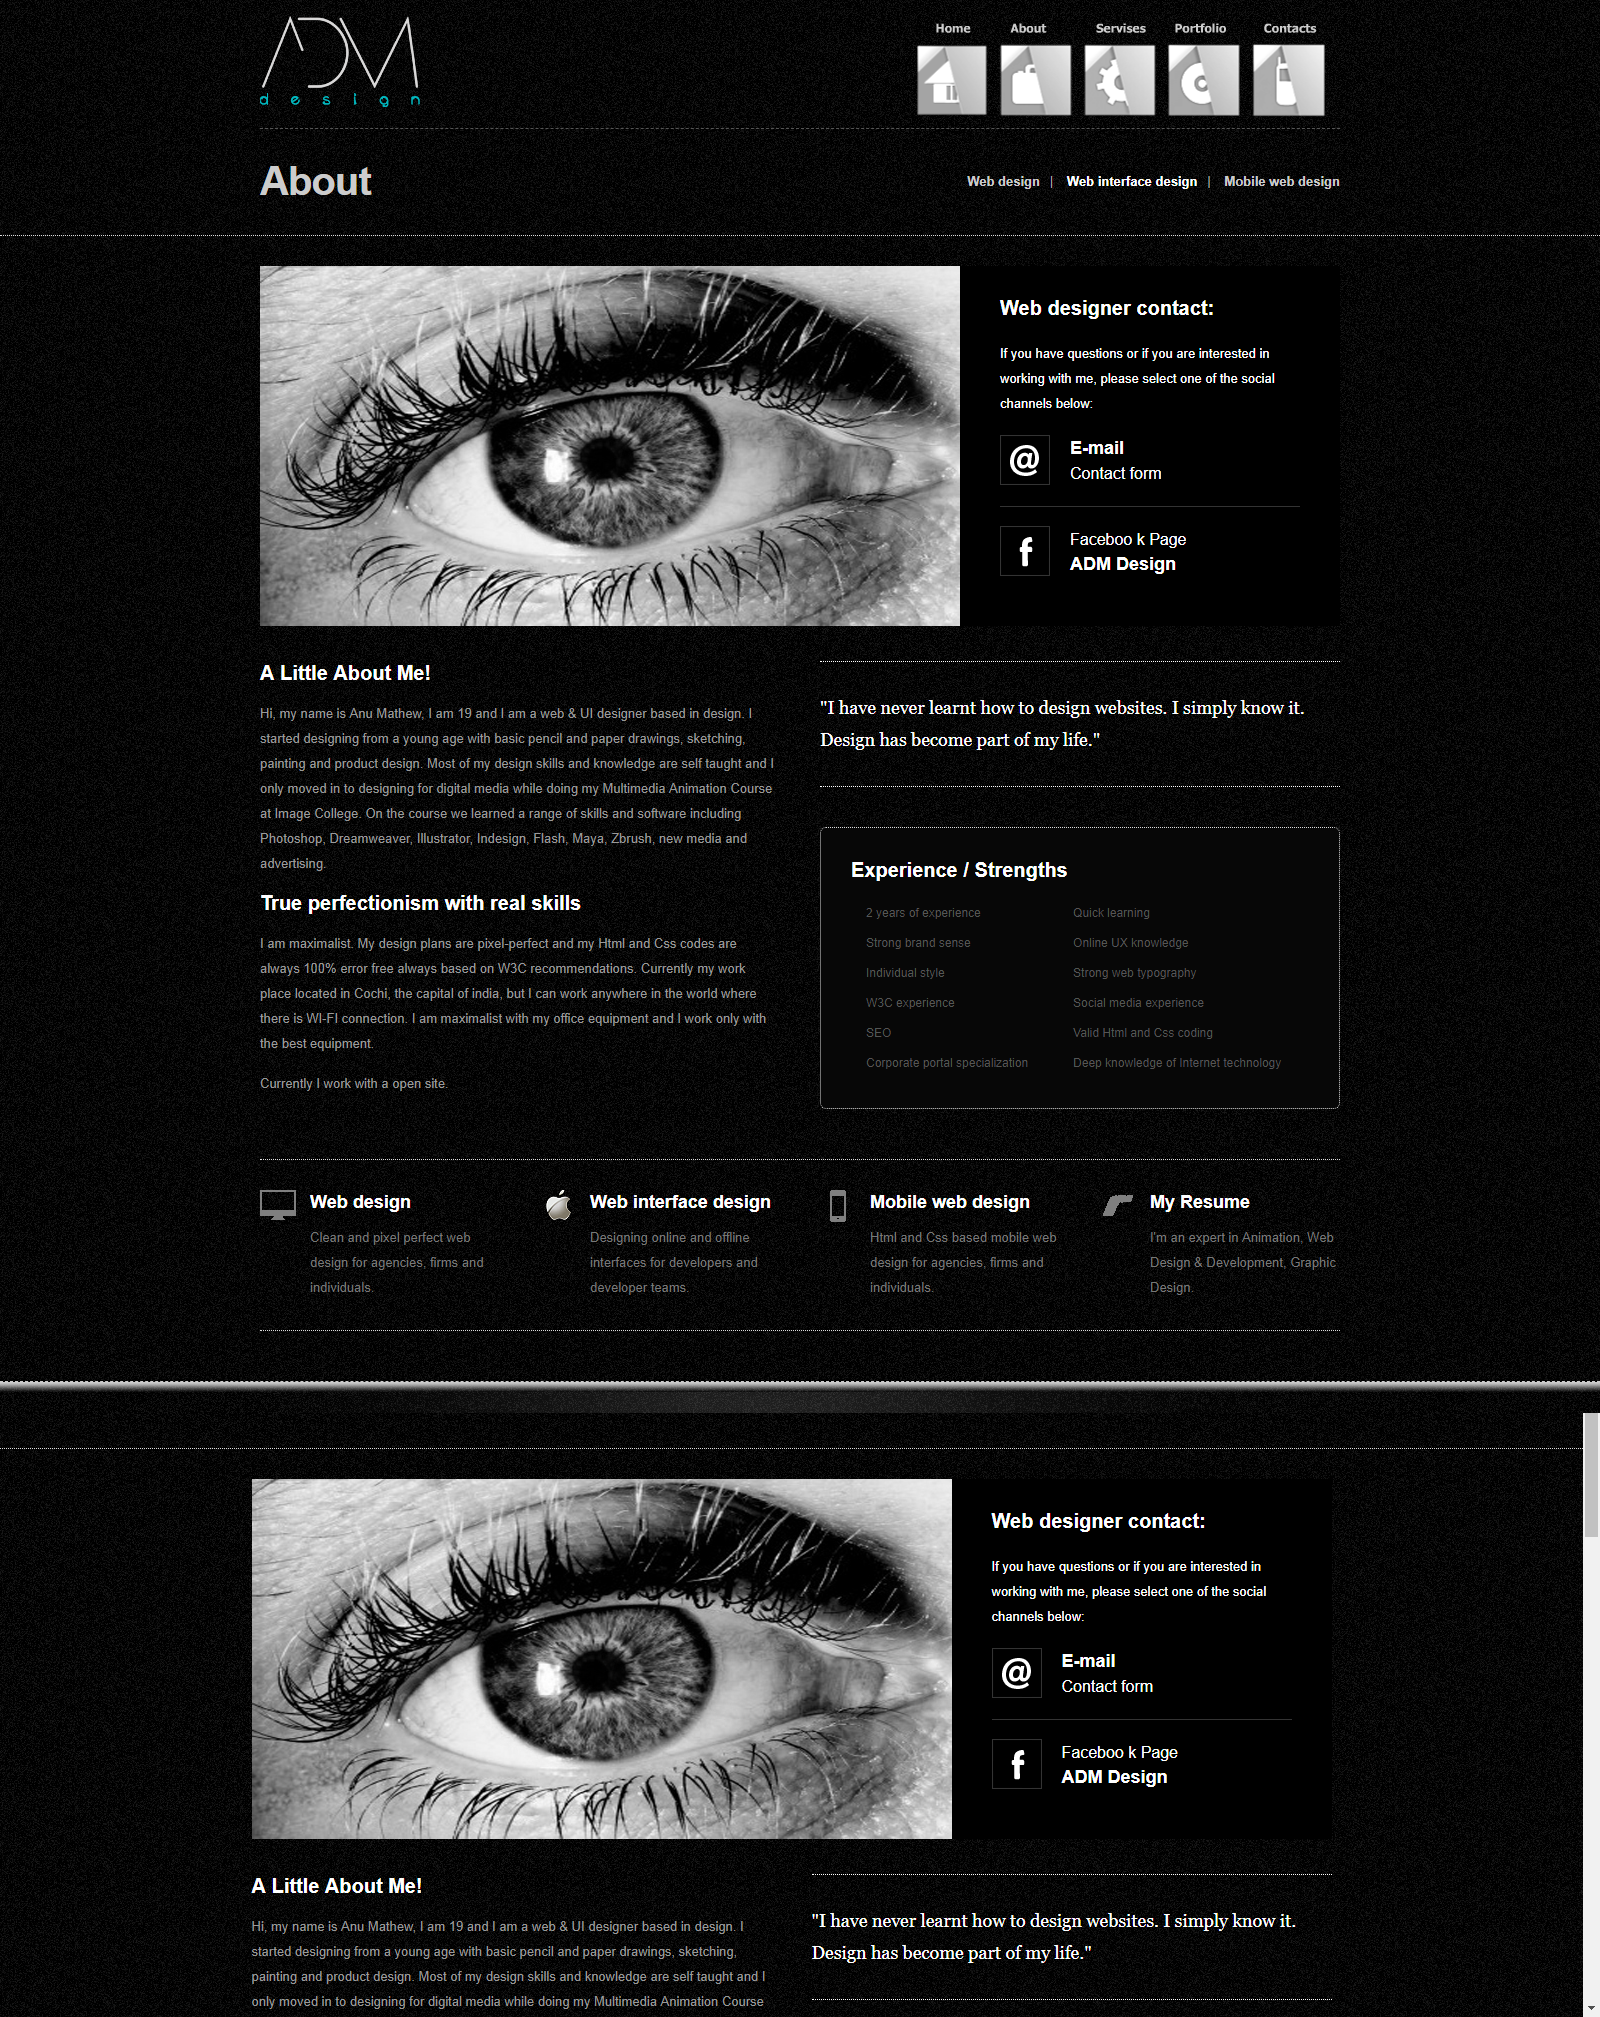 ADM
design
Home About Servises Portfolio Contacts
About
Web design | Web interface design | Mobile web design
Web designer contact:
If you have questions or if you are interested in
working with me, please select one of the social
channels below:
@ E-mail
Contact form
f Faceboo k Page
ADM Design
A Little About Me!
Hi, my name is Anu Mathew, I am 19 and I am a web & UI designer based in design. I
started designing from a young age with basic pencil and paper drawings, sketching,
painting and product design. Most of my design skills and knowledge are self taught and I
only moved in to designing for digital media while doing my Multimedia Animation Course
at Image College. On the course we learned a range of skills and software including
Photoshop, Dreamweaver, Illustrator, Indesign, Flash, Maya, Zbrush, new media and
advertising.
True perfectionism with real skills
I am maximalist. My design plans are pixel-perfect and my Html and Css codes are
always 100% error free always based on W3C recommendations. Currently my work
place located in Cochi, the capital of india, but I can work anywhere in the world where
there is WI-FI connection. I am maximalist with my office equipment and I work only with
the best equipment.
Currently I work with a open site.
"I have never learnt how to design websites. I simply know it.
Design has become part of my life."
Experience / Strengths
2 years of experience
Strong brand sense
Individual style
W3C experience
SEO
Corporate portal specialization
Quick learning
Online UX knowledge
Strong web typography
Social media experience
Valid Html and Css coding
Deep knowledge of Internet technology
Web design
Clean and pixel perfect web
design for agencies, firms and
individuals.
Web interface design
Designing online and offline
interfaces for developers and
developer teams.
Mobile web design
Html and Css based mobile web
design for agencies, firms and
individuals.
My Resume
I'm an expert in Animation, Web
Design & Development, Graphic
Design.
Web designer contact:
If you have questions or if you are interested in
working with me, please select one of the social
channels below:
@ E-mail
Contact form
f Faceboo k Page
ADM Design
A Little About Me!
Hi, my name is Anu Mathew, I am 19 and I am a web & UI designer based in design. I
started designing from a young age with basic pencil and paper drawings, sketching,
painting and product design. Most of my design skills and knowledge are self taught and I
only moved in to designing for digital media while doing my Multimedia Animation Course
"I have never learnt how to design websites. I simply know it.
Design has become part of my life."